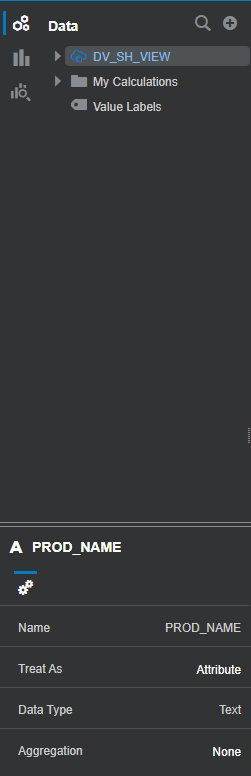 Data
DV_SH_VIEW
My Calculations
Value Labels
A PROD_NAME
Name PROD_NAME
Treat As Attribute
Data Type Text
Aggregation None